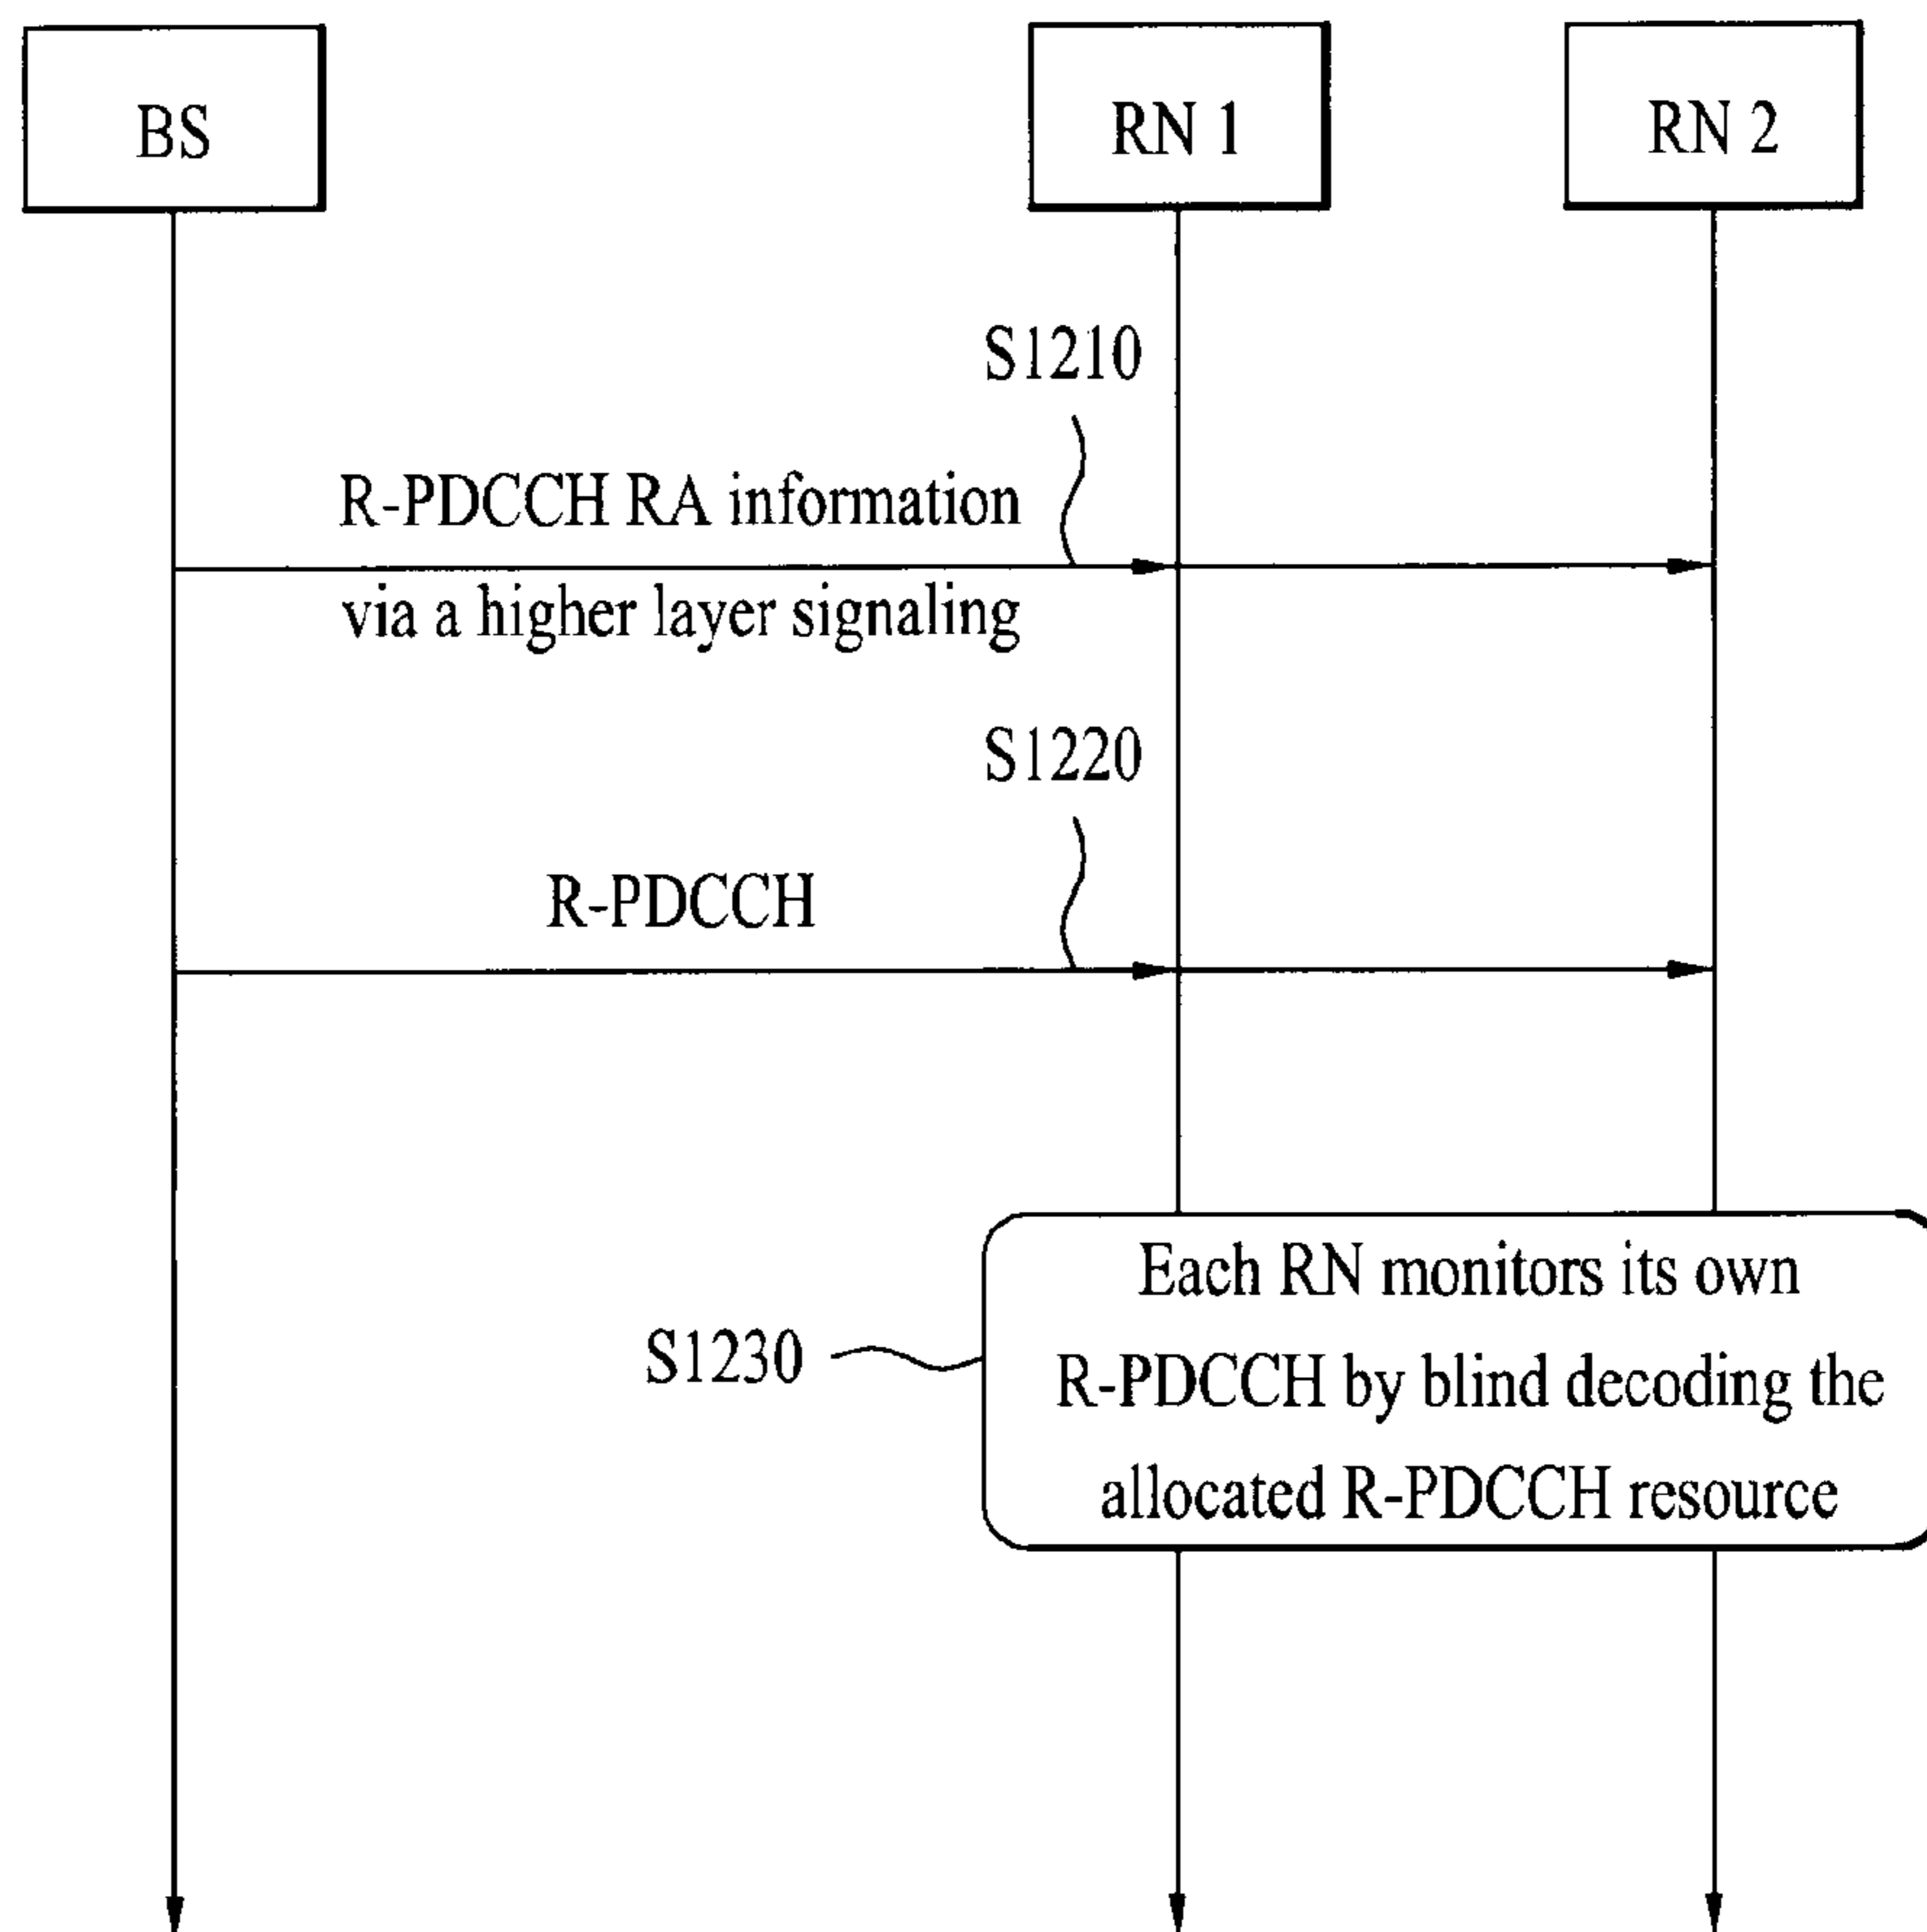 BS
RN 1
RN 2
S1210
R-PDCCH RA information
via a higher layer signaling
S1220
R-PDCCH
Each RN monitors its own
S1230
R-PDCCH by blind decoding the
allocated R-PDCCH resource